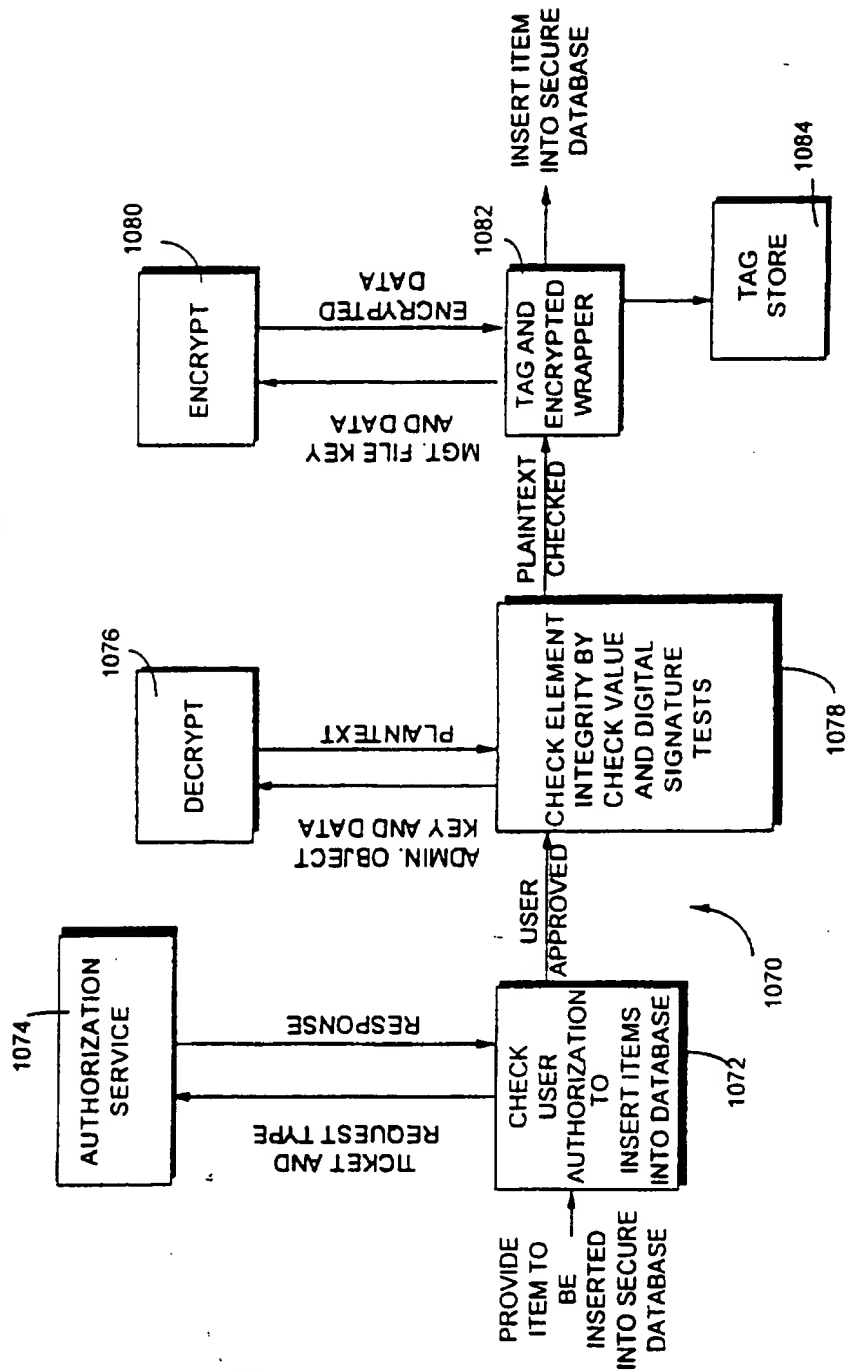 1074
AUTHORIZATION
SERVICE
TICKET AND
REQUEST TYPE
RESPONSE
PROVIDE
ITEM TO
BE
INSERTED
INTO SECURE
DATABASE
CHECK
USER
AUTHORIZATION
TO
INSERT ITEMS
INTO DATABASE
1072
USER
APPROVED
1070
1076
DECRYPT
ADMIN. OBJECT
KEY AND DATA
PLAINTEXT
CHECK ELEMENT
INTEGRITY BY
CHECK VALUE
AND DIGITAL
SIGNATURE
TESTS
1078
PLAINTEXT
CHECKED
1080
ENCRYPT
MGT. FILE KEY
AND DATA
ENCRYPTED
DATA
1082
TAG AND
ENCRYPTED
WRAPPER
INSERT ITEM
INTO SECURE
DATABASE
TAG
STORE
1084